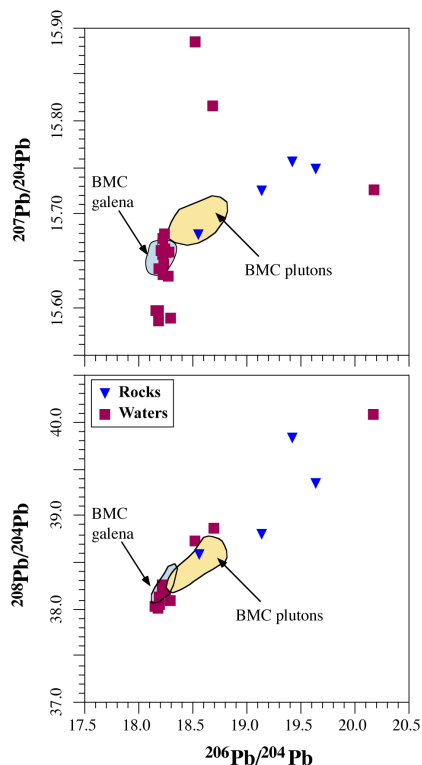 15.90
15.80
15.70
15.60
207Pb/204Pb
BMC
galena
BMC plutons
Rocks
Waters
40.0
39.0
38.0
37.0
208Pb/204Pb
BMC
galena
BMC plutons
17.5 18.0 18.5 19.0 19.5 20.0 20.5
206Pb/204Pb